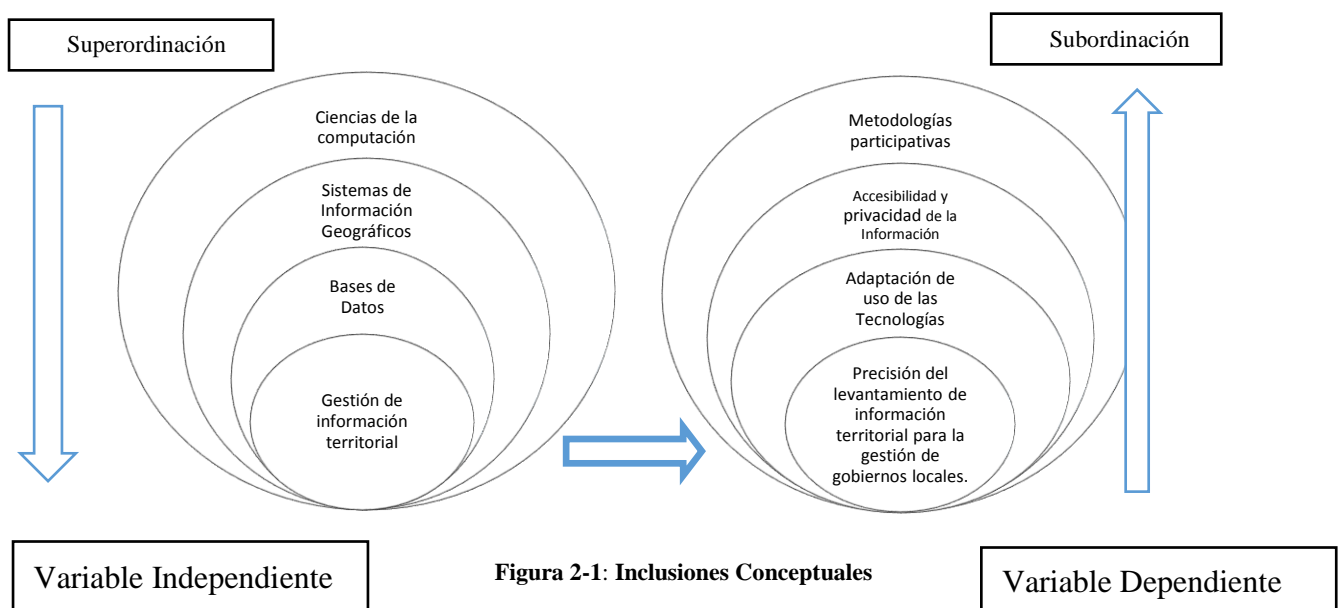 Superordinación
Subordinación
Ciencias de la
computación
Sistemas de
Información
Geográficos
Bases de
Datos
Gestión de
información
territorial
Metodologías
participativas
Accesibilidad y
privacidad de la
Información
Adaptación de
uso de las
Tecnologías
Precisión del
levantamiento de
información
territorial para la
gestión de
gobiernos locales.
Variable Independiente
Figura 2-1: Inclusiones Conceptuales
Variable Dependiente